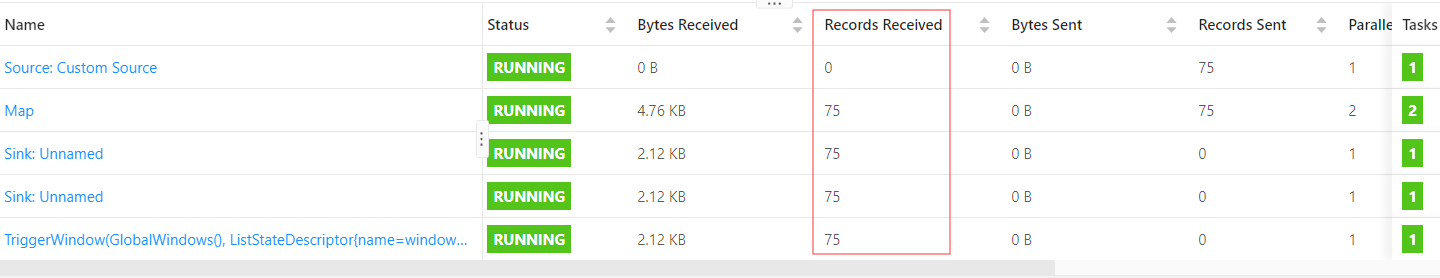 Name Status Bytes Received Records Received Bytes Sent Records Sent Paralle Tasks
Source: Custom Source RUNNING 0 B 0 0 B 75 1 1
Map RUNNING 4.76 KB 75 0 B 75 2 2
Sink: Unnamed RUNNING 2.12 KB 75 0 B 0 1 1
Sink: Unnamed RUNNING 2.12 KB 75 0 B 0 1 1
TriggerWindow(GlobalWindows(), ListStateDescriptor{name=window... RUNNING 2.12 KB 75 0 B 0 1 1